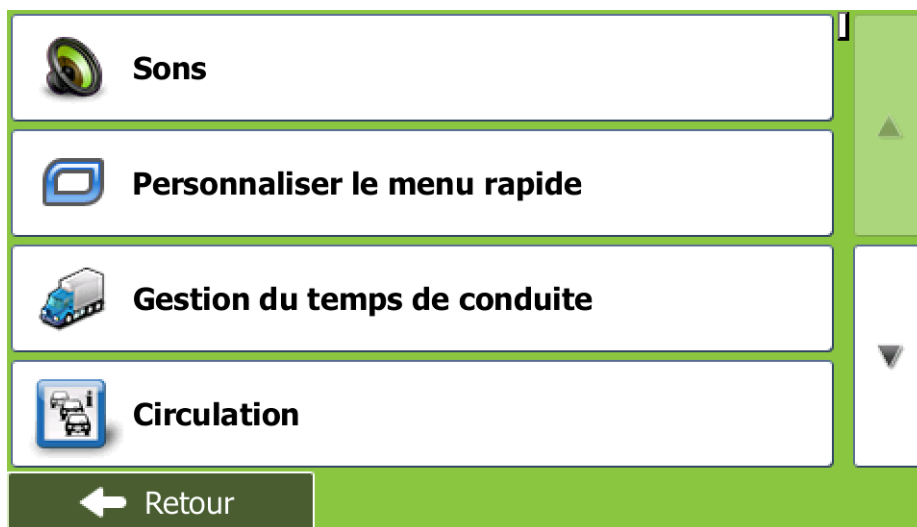 Sons
Personnaliser le menu rapide
Gestion du temps de conduite
Circulation
Retour